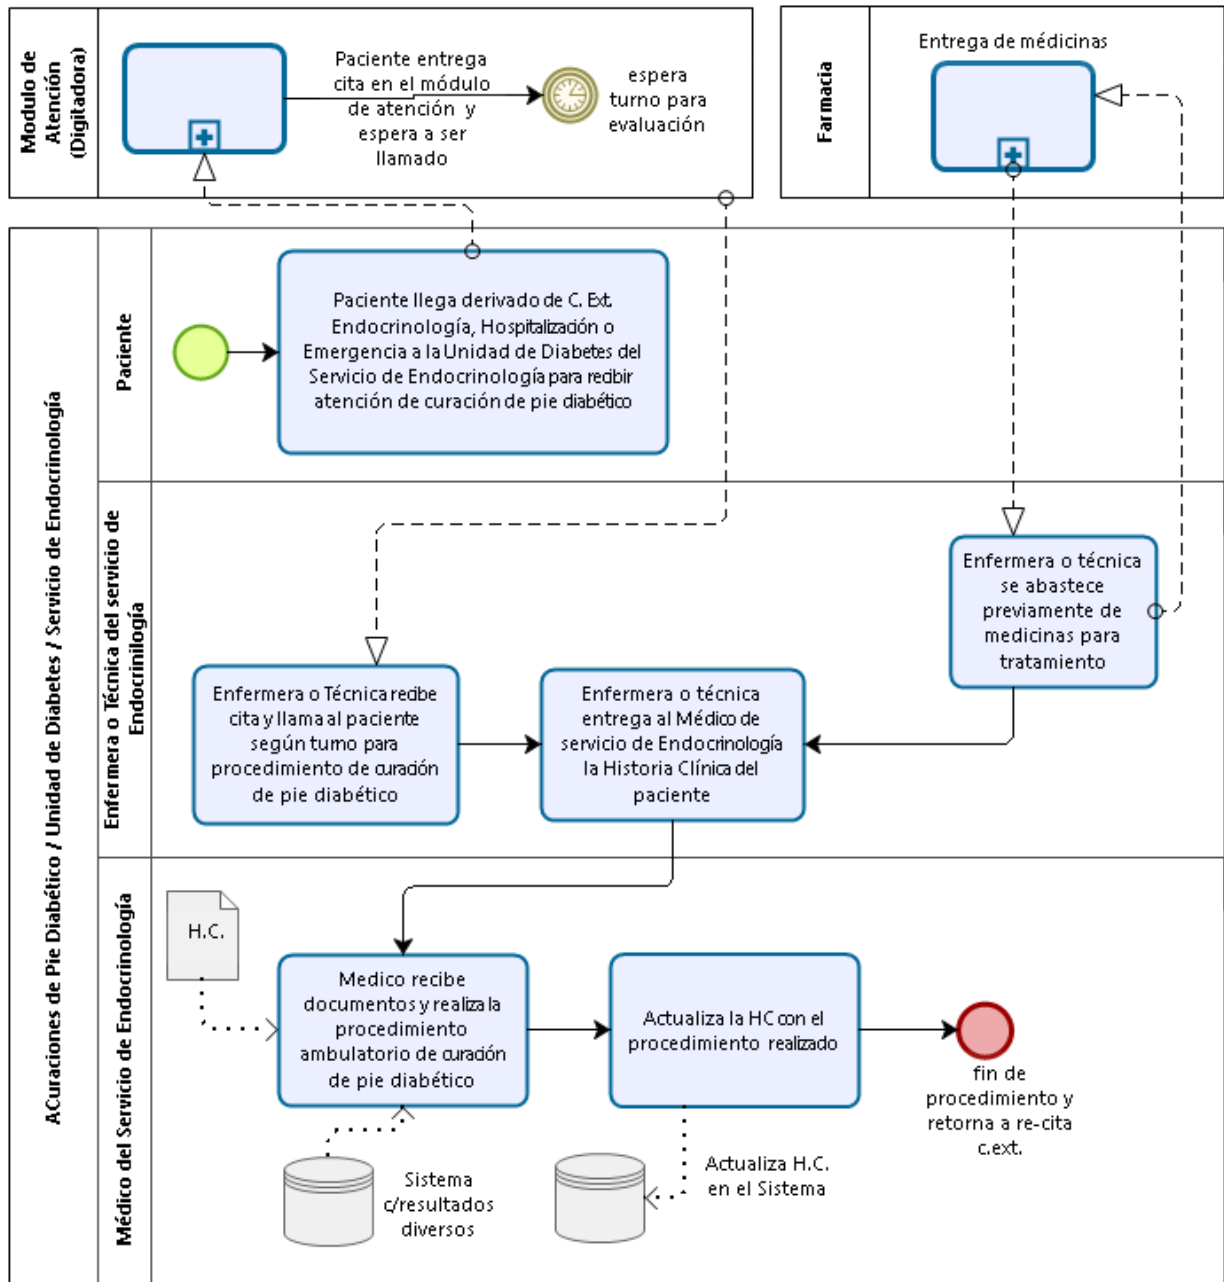 Modulo de
Atención
(Digitadora)
Paciente entrega
cita en el módulo
de atención y
espera a ser
llamado
espera
turno para
evaluación
Farmacia
Entrega de médicinas
ACuraciones de Pie Diabético / Unidad de Diabetes / Servicio de Endocrinología
Paciente
Paciente llega derivado de C. Ext.
Endocrinología, Hospitalización o
Emergencia a la Unidad de Diabetes del
Servicio de Endocrinología para recibir
atención de curación de pie diabético
Enfermera o Técnica del servicio de
Endocrinilogía
Enfermera o técnica
se abastece
previamente de
medicinas para
tratamiento
Enfermera o Técnica recibe
cita y llama al paciente
según turno para
procedimiento de curación
de pie diabético
Enfermera o técnica
entrega al Médico de
servicio de Endocrinología
la Historia Clínica del
paciente
Médico del Servicio de Endocrinología
H.C.
Medico recibe
documentos y realiza la
procedimiento
ambulatorio de curación
de pie diabético
Actualiza la HC con el
procedimiento realizado
fin de
procedimiento y
retorna a re-cita
c.ext.
Sistema
c/resultados
diversos
Actualiza H.C.
en el Sistema